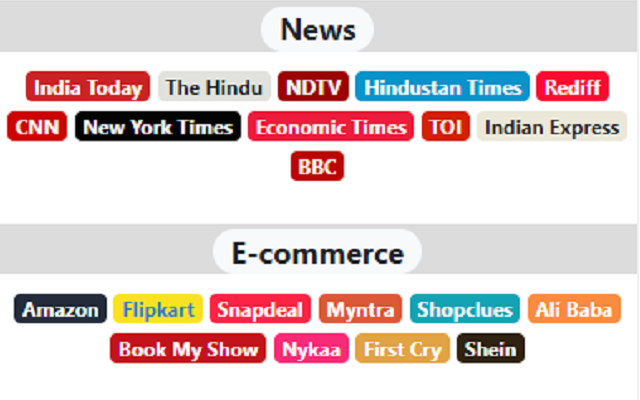 News
India Today The Hindu NDTV Hindustan Times Rediff
CNN New York Times Economic Times TOI Indian Express
BBC
E-commerce
Amazon Flipkart Snapdeal Myntra Shopclues Ali Baba
Book My Show Nykaa First Cry Shein